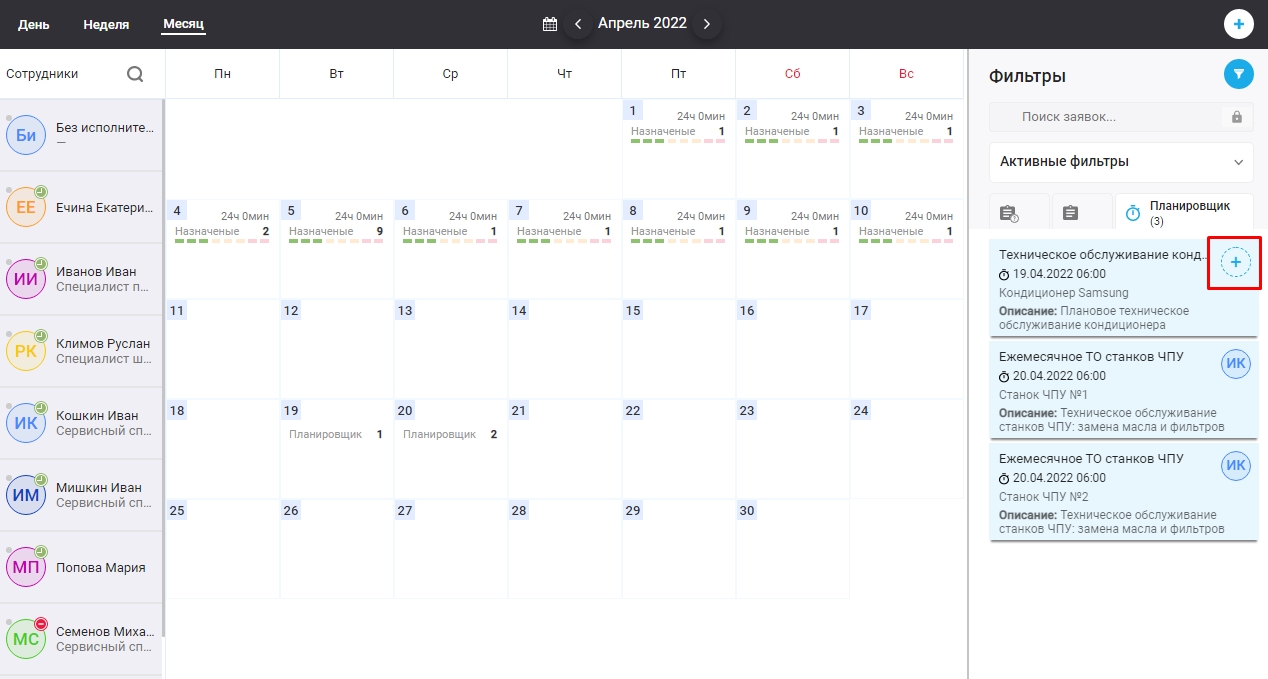 День Неделя Месяц Апрель 2022
Сотрудники Пн Вт Ср Чт Пт Сб Вс
Би Без исполните...
—
ЕЕ Ечина Екатери...
ИИ Иванов Иван
Специалист п...
РК Климов Руслан
Специалист ш...
ИК Кошкин Иван
Сервисный сп...
ИМ Мишкин Иван
Сервисный сп...
МП Попова Мария
МС Семенов Миха...
Сервисный сп...
1 24ч 0мин
Назначеные 1
2 24ч 0мин
Назначеные 1
3 24ч 0мин
Назначеные 1
4 24ч 0мин
Назначеные 2
5 24ч 0мин
Назначеные 9
6 24ч 0мин
Назначеные 1
7 24ч 0мин
Назначеные 1
8 24ч 0мин
Назначеные 1
9 24ч 0мин
Назначеные 1
10 24ч 0мин
Назначеные 1
11 12 13 14 15 16 17
18
19
Планировщик 1
20
Планировщик 2
21 22 23 24
25 26 27 28 29 30
Фильтры
Поиск заявок...
Активные фильтры
Планировщик
(3)
Техническое обслуживание конд...
19.04.2022 06:00
Кондиционер Samsung
Описание: Плановое техническое
обслуживание кондиционера
Ежемесячное ТО станков ЧПУ ИК
20.04.2022 06:00
Станок ЧПУ №1
Описание: Техническое обслуживание
станков ЧПУ: замена масла и фильтров
Ежемесячное ТО станков ЧПУ ИК
20.04.2022 06:00
Станок ЧПУ №2
Описание: Техническое обслуживание
станков ЧПУ: замена масла и фильтров